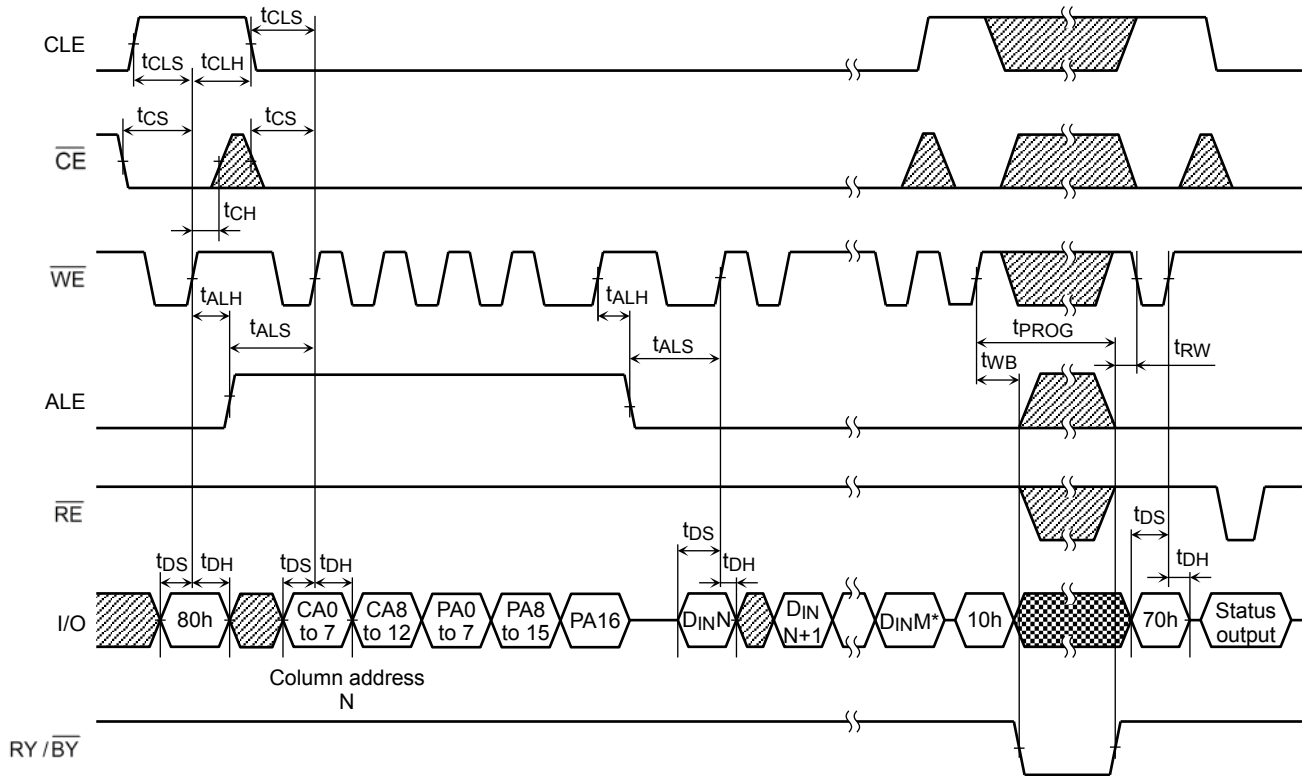 tCLS
CLE
tCLS tCLH
tCS tCS
CE
tCH
WE
tALH tALH
tALS tALS
tPROG
tWB tRW
ALE
RE
tDS tDH tDS tDH tDS tDH tDS tDH
I/O
80h
CA0 to 7
CA8 to 12
PA0 to 7
PA8 to 15
PA16
DINN
DIN N+1
DINM*
10h
70h
Status output
Column address
N
RY / BY